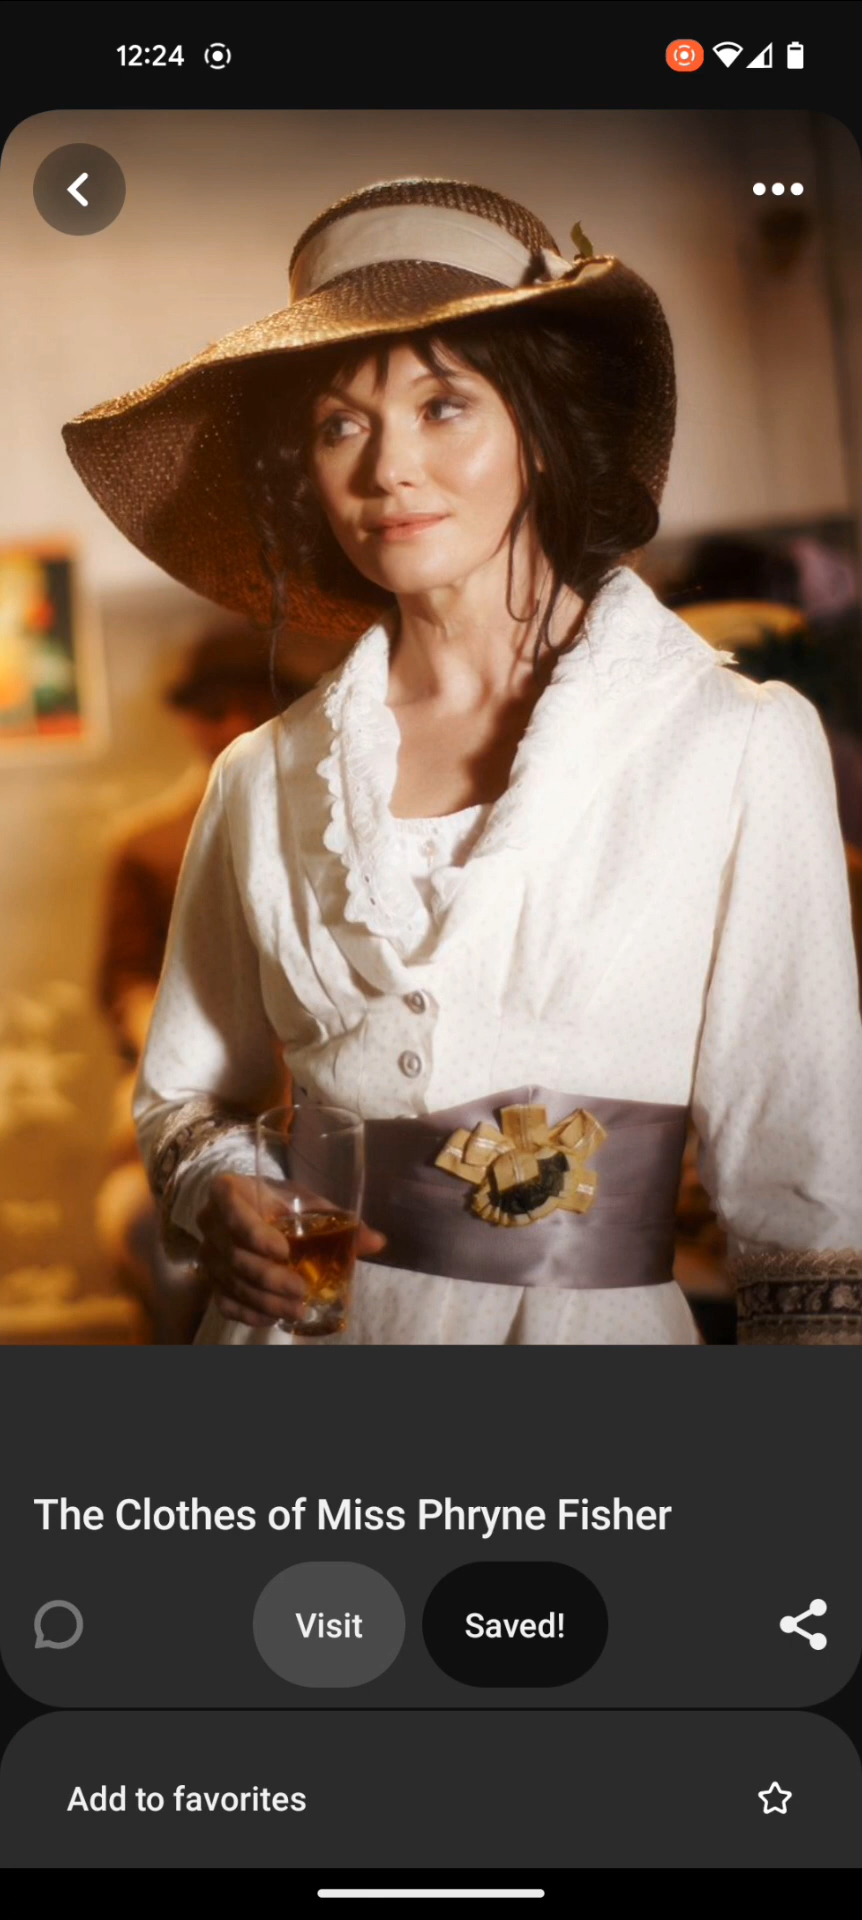 12:24
The Clothes of Miss Phryne Fisher
Visit
Saved!
Add to favorites